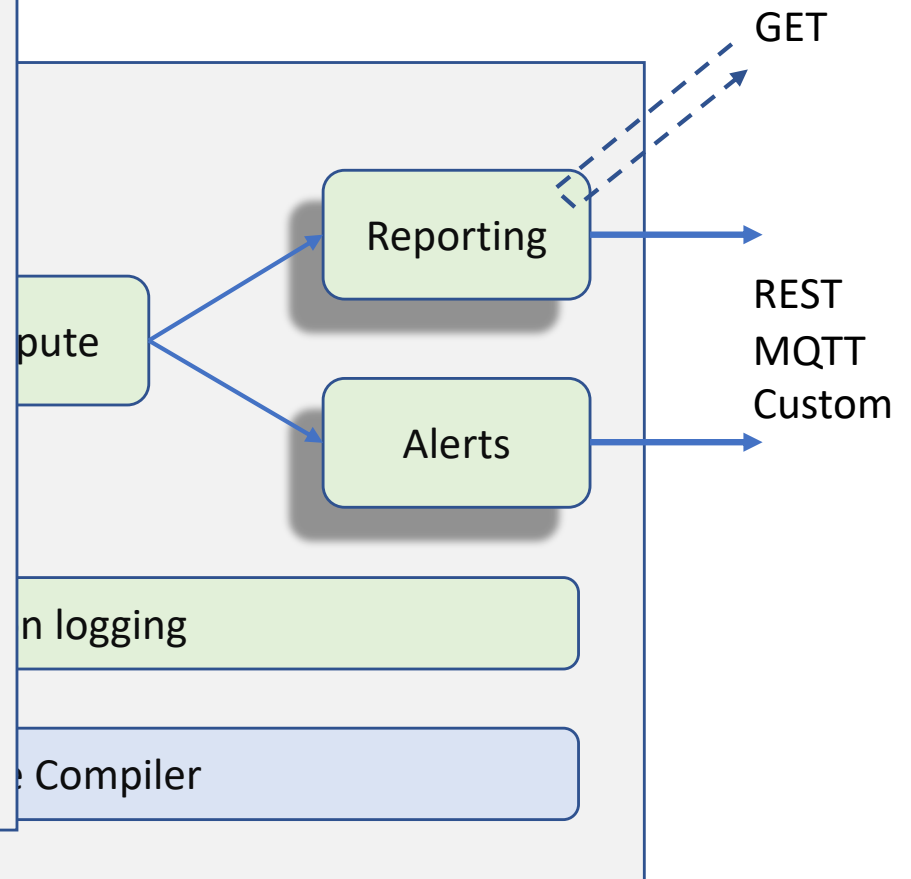 GET
Reporting
REST
pute
MQTT
Custom
Alerts
n logging
Compiler